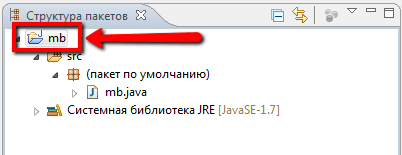 Структура пакетов
mb
src
(пакет по умолчанию)
mb.java
Системная библиотека JRE [JavaSE-1.7]